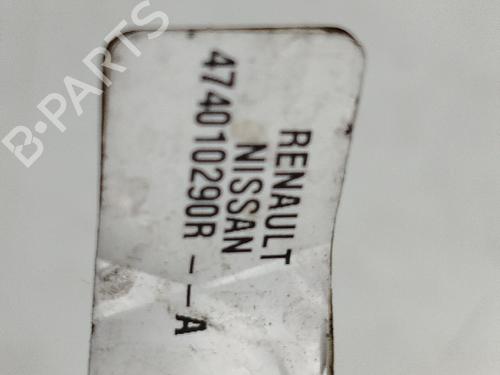 RENAULT
NISSAN
474010290R --A
B-PARTS